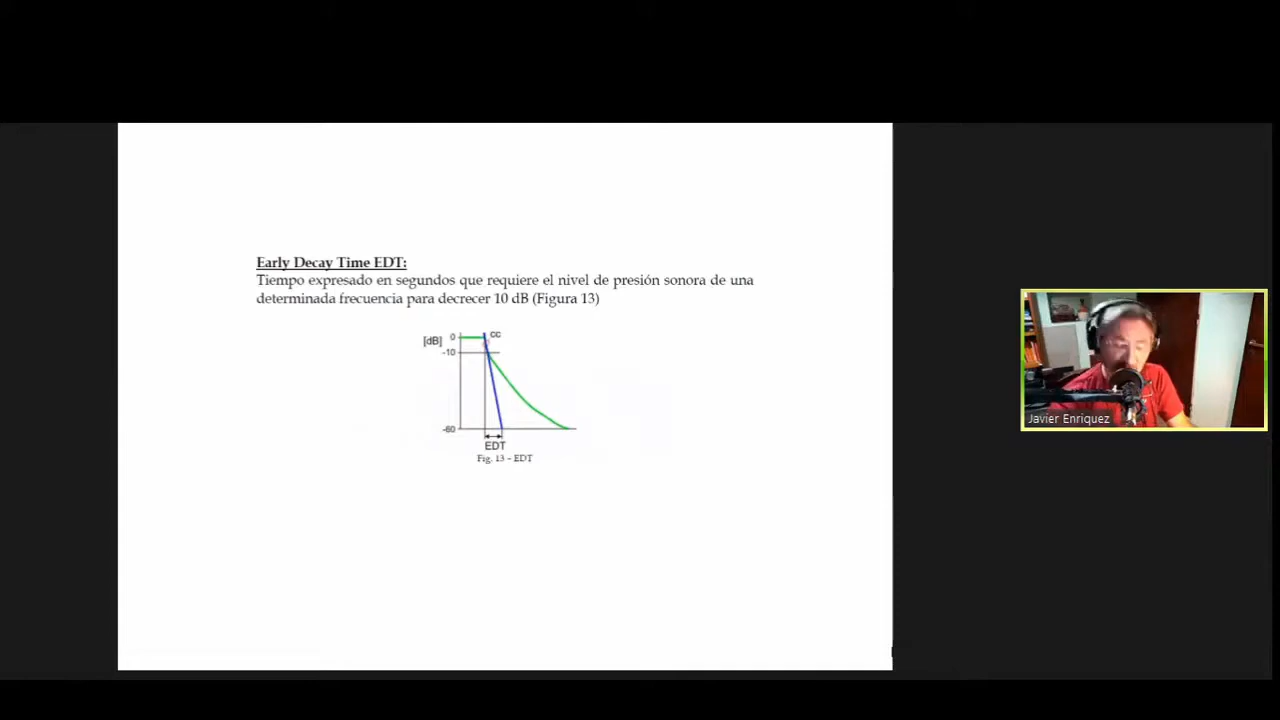 Early Decay Time EDT:
Tiempo expresado en segundos que requiere el nivel de presión sonora de una
determinada frecuencia para decrecer 10 dB (Figura 13)
[dB]
0
cc
-10
-60
EDT
Fig. 13 – EDT
Javier Enriquez